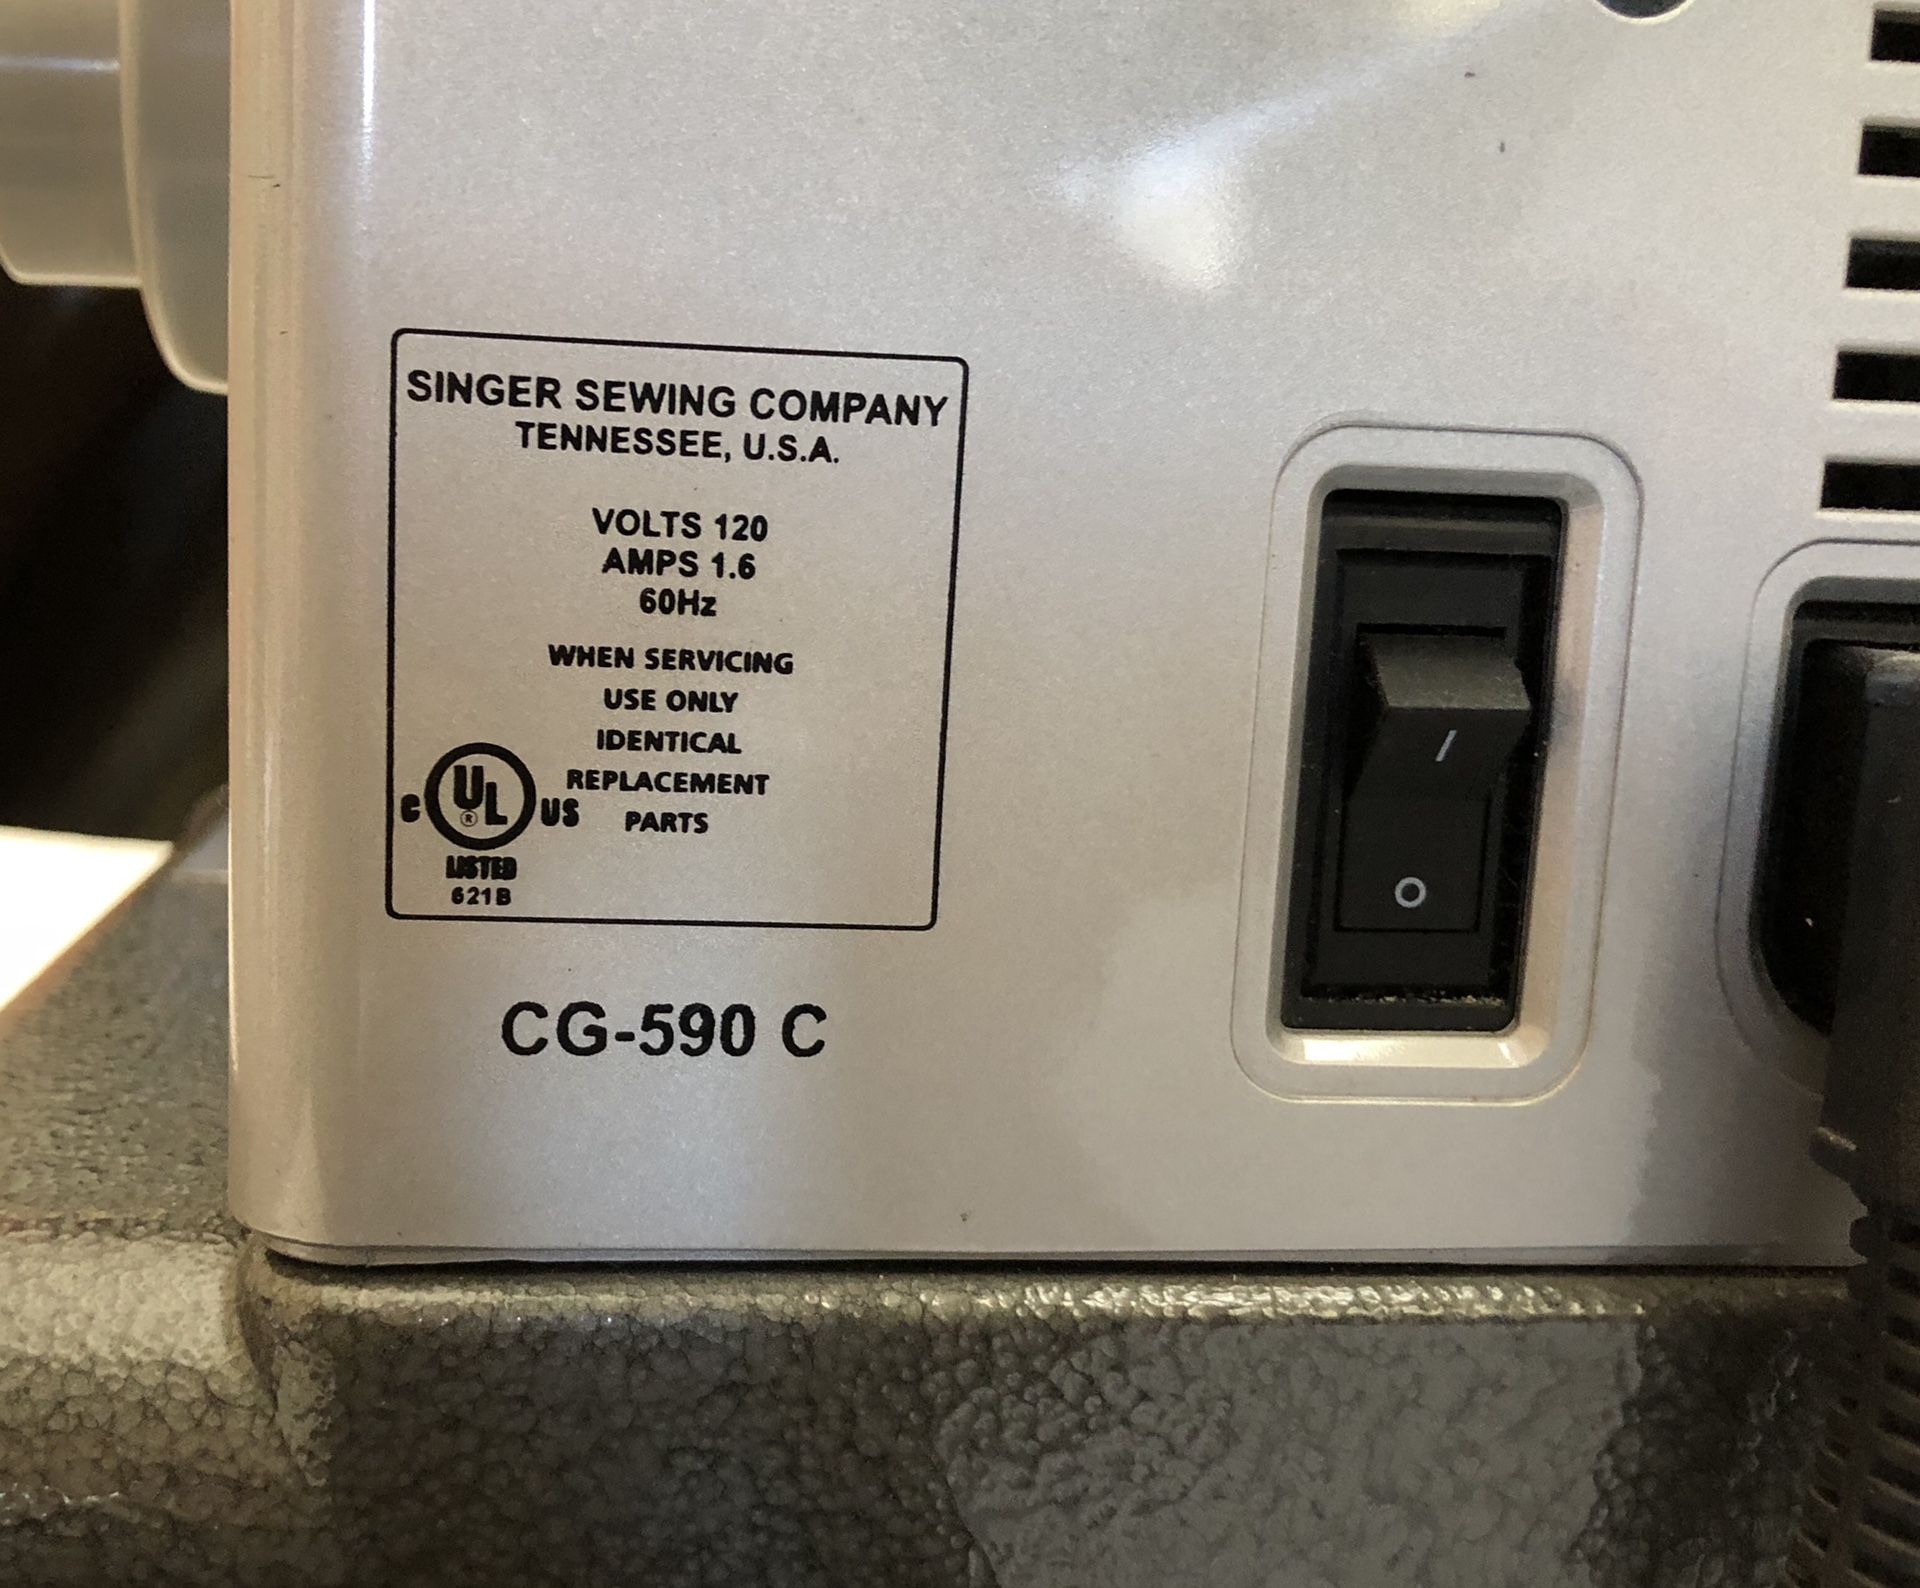 SINGER SEWING COMPANY
TENNESSEE, U.S.A.
VOLTS 120
AMPS 1.6
60Hz
WHEN SERVICING
USE ONLY
IDENTICAL
REPLACEMENT
PARTS
C UL ® US
LISTED
621B
CG-590 C
I
O